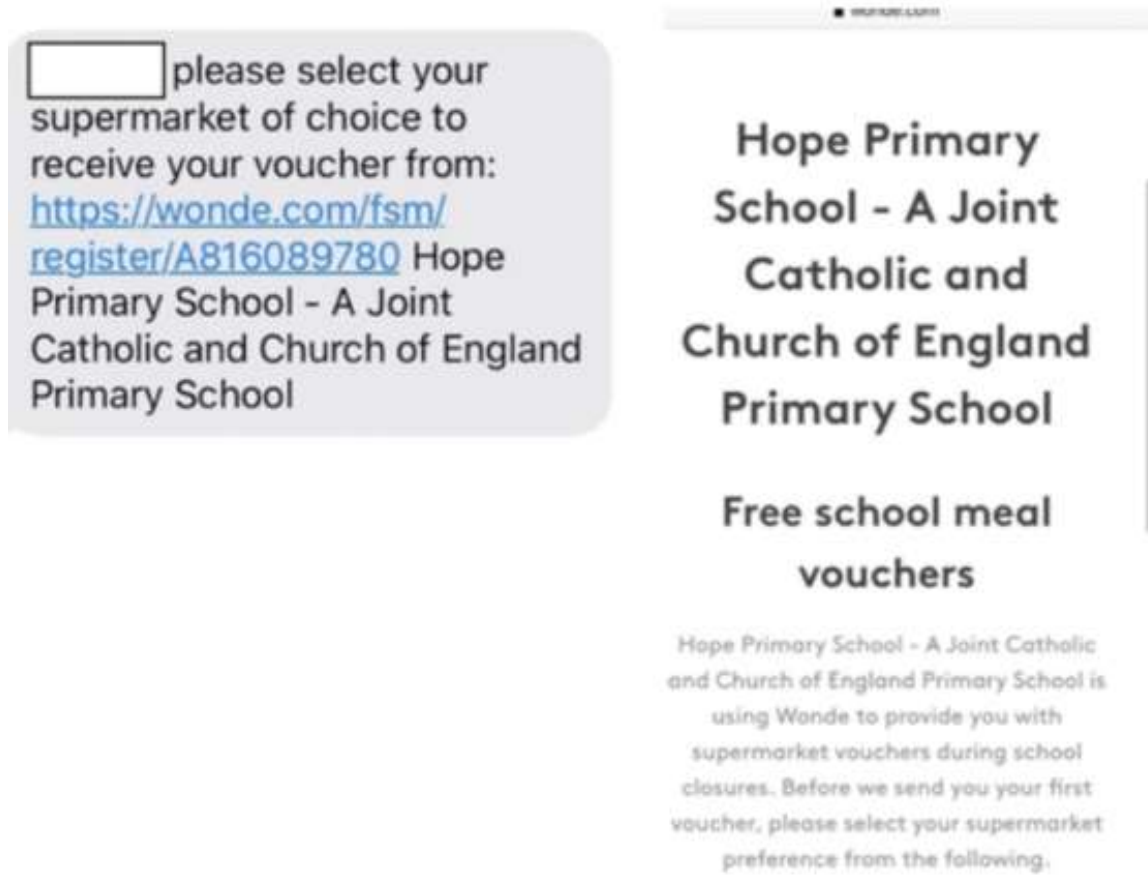 please select your
supermarket of choice to
receive your voucher from:
https://wonde.com/fsm/
register/A816089780 Hope
Primary School - A Joint
Catholic and Church of England
Primary School
wonde.com
Hope Primary
School - A Joint
Catholic and
Church of England
Primary School
Free school meal
vouchers
Hope Primary School - A Joint Catholic
and Church of England Primary School is
using Wonde to provide you with
supermarket vouchers during school
closures. Before we send you your first
voucher, please select your supermarket
preference from the following.